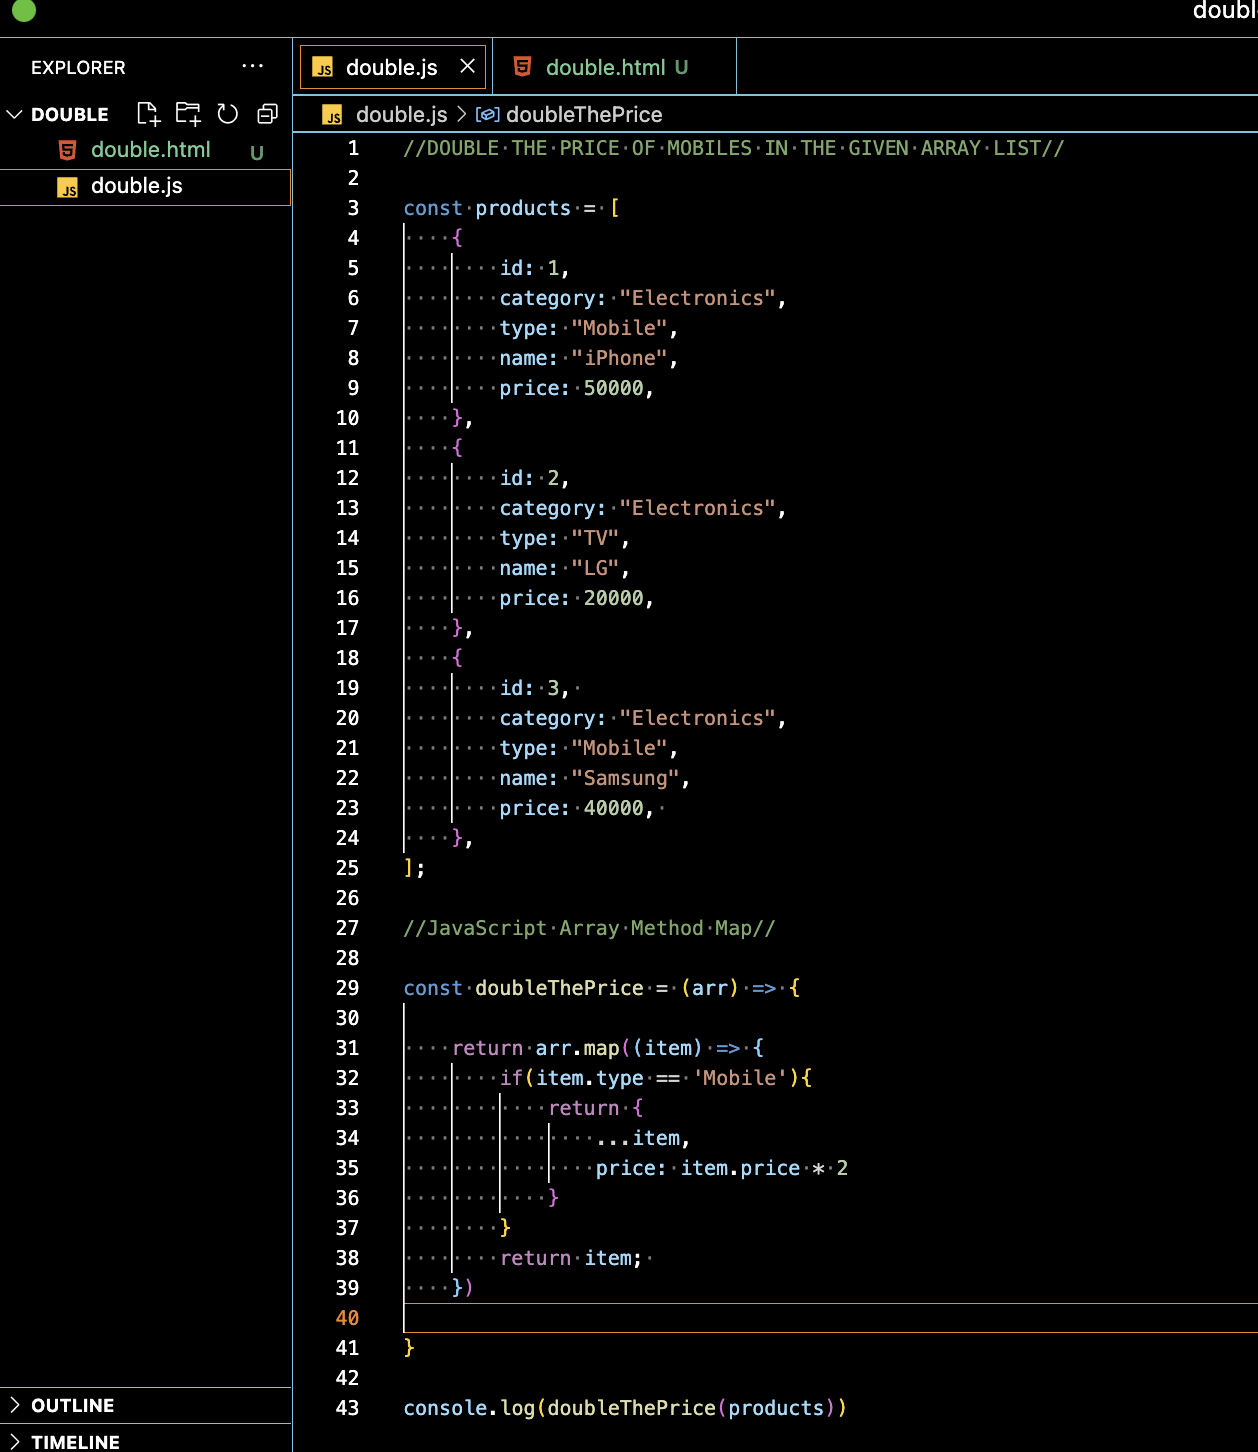 doubl
EXPLORER ...
DOUBLE
double.html U
JS double.js
OUTLINE
TIMELINE
JS double.js
5 double.html U
JS double.js > doubleThePrice
1 //DOUBLE THE PRICE OF MOBILES IN THE GIVEN ARRAY LIST//
2
3 const products = [
4     {
5         id: 1,
6         category: "Electronics",
7         type: "Mobile",
8         name: "iPhone",
9         price: 50000,
10     },
11     {
12         id: 2,
13         category: "Electronics",
14         type: "TV",
15         name: "LG",
16         price: 20000,
17     },
18     {
19         id: 3,
20         category: "Electronics",
21         type: "Mobile",
22         name: "Samsung",
23         price: 40000,
24     },
25 ];
26
27 //JavaScript Array Method Map//
28
29 const doubleThePrice = (arr) => {
30
31     return arr.map((item) => {
32         if(item.type == 'Mobile'){
33             return {
34                 ...item,
35                 price: item.price * 2
36             }
37         }
38         return item;
39     })
40
41 }
42
43 console.log(doubleThePrice(products))